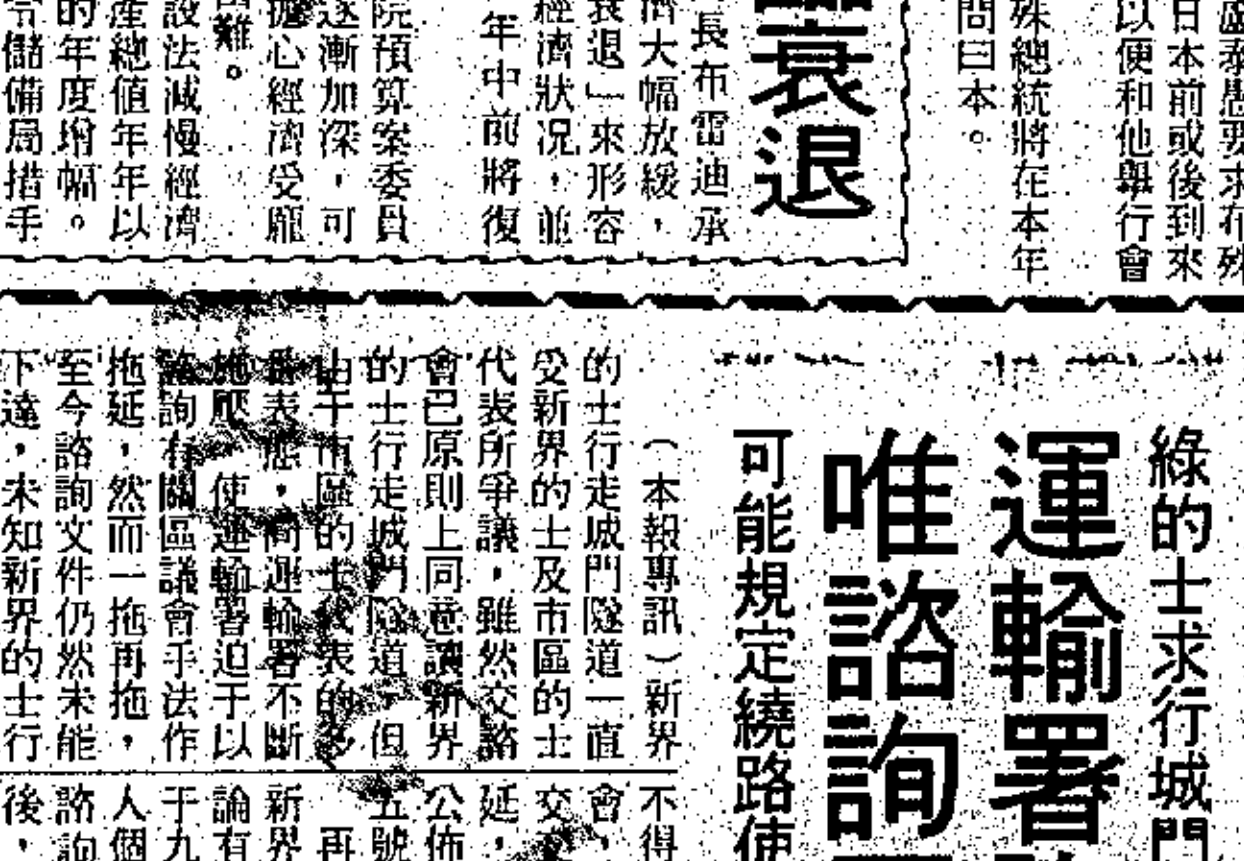 盧泰愚要求布殊
日本前或後到來
以便和他舉行會
殊總統將在本年
問日本。
衰退
長布雷迪承
濟大幅放緩，
衰退」來形容
經濟狀况，並
年中前將復
院預算案委員
逐漸加深，可
擔心經濟受龐
難。
設法減慢經濟
產總值年年以
的年度增幅。
令儲備局措手
綠的士求行城門
運輸署
唯諮詢
可能規定繞路使
（本報專訊）新界
的士行走城門隧道一直
受新界的士及市區的士
代表所爭議，雖然交諮
會已原則上同意讓新界
的士行走城門隧道，但
由于市區的士代表的多
番表態，向運輸署不斷
施壓，使運輸署迫于以
諮詢有關區議會手法作
拖延，然而一拖再拖，
至今諮詢文件仍然未能
下達，未知新界的士行
不得
會，
交
延，
公佈
五號
再
新界
論有
于九
人個
諮詢
後，